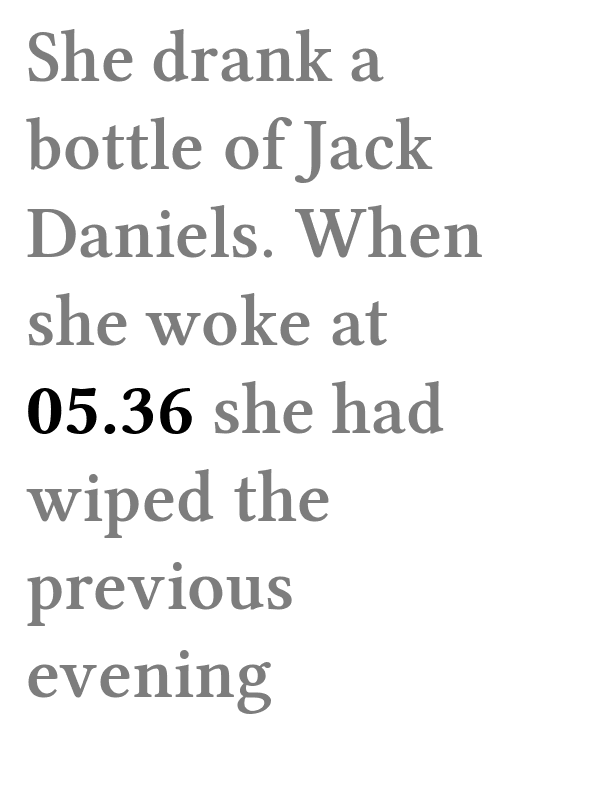 She drank a
bottle of Jack
Daniels. When
she woke at
05.36 she had
wiped the
previous
evening